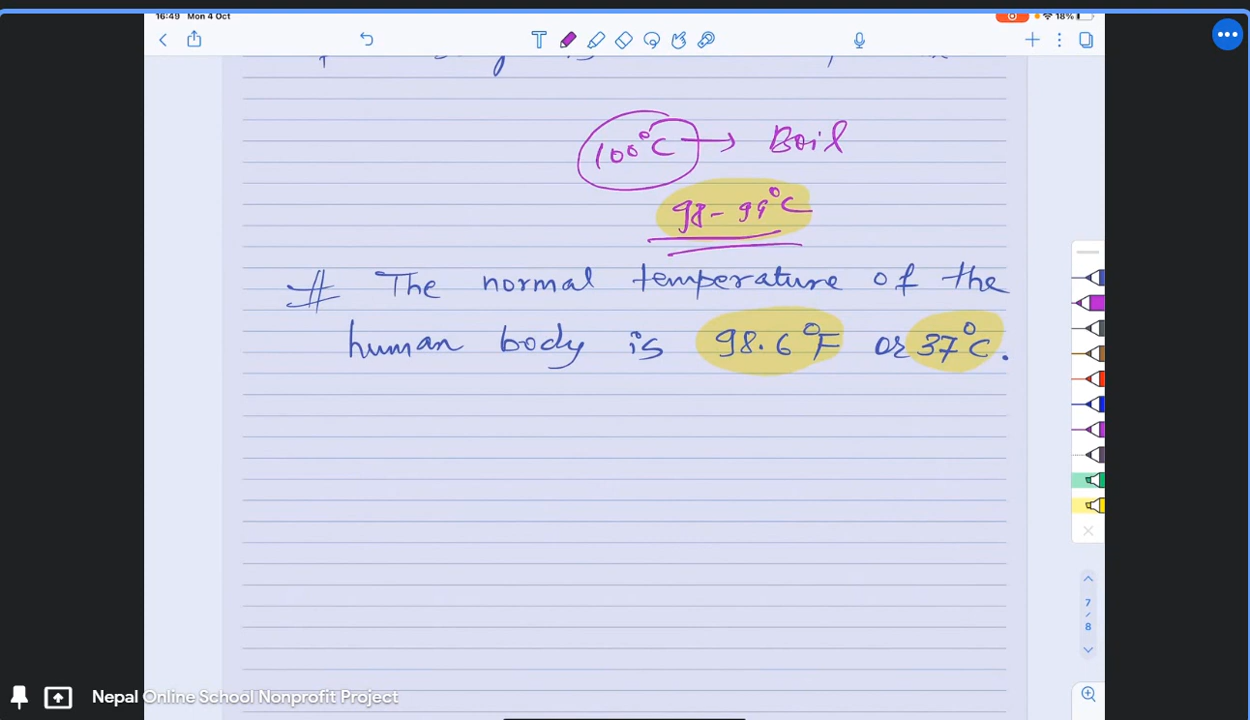 16:49 Mon 4 Oct
18%
100°C → Boil
98 - 99°C
# The normal temperature of the
human body is 98.6°F or 37°C.
7
/
8
Nepal Online School Nonprofit Project